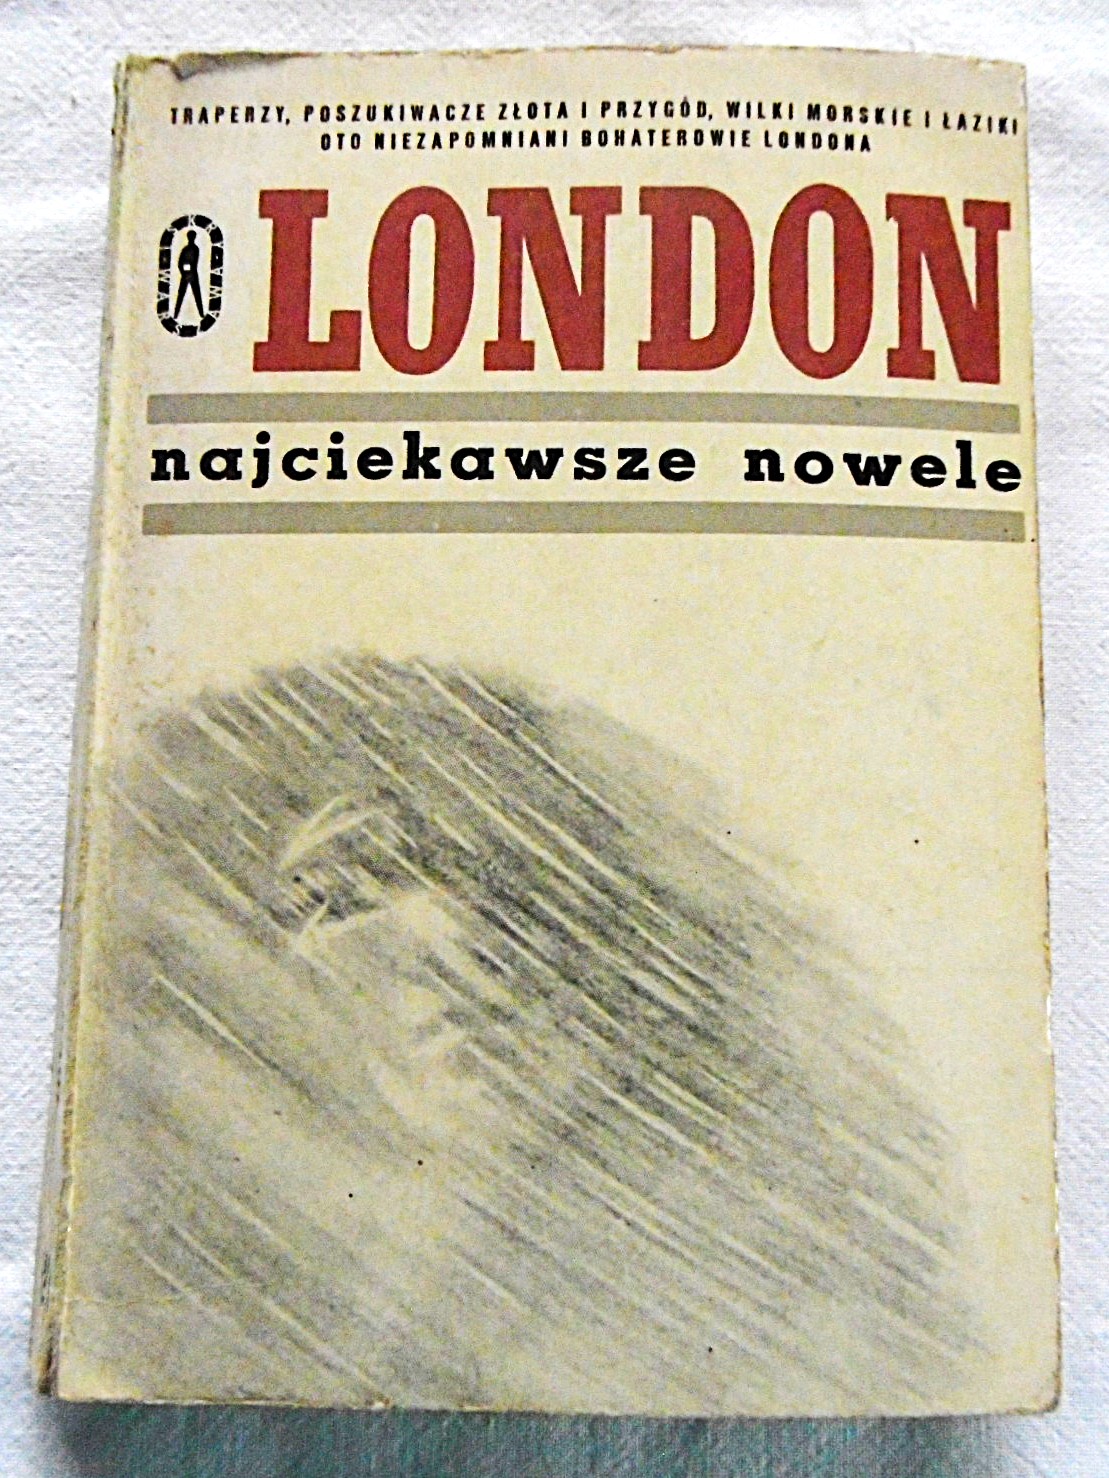 TRAPERZY, POSZUKIWACZE ZŁOTA I PRZYGÓD, WILKI MORSKIE I ŁAZIKI
OTO NIEZAPOMNIANI BOHATEROWIE LONDONA
LONDON
najciekawsze nowele